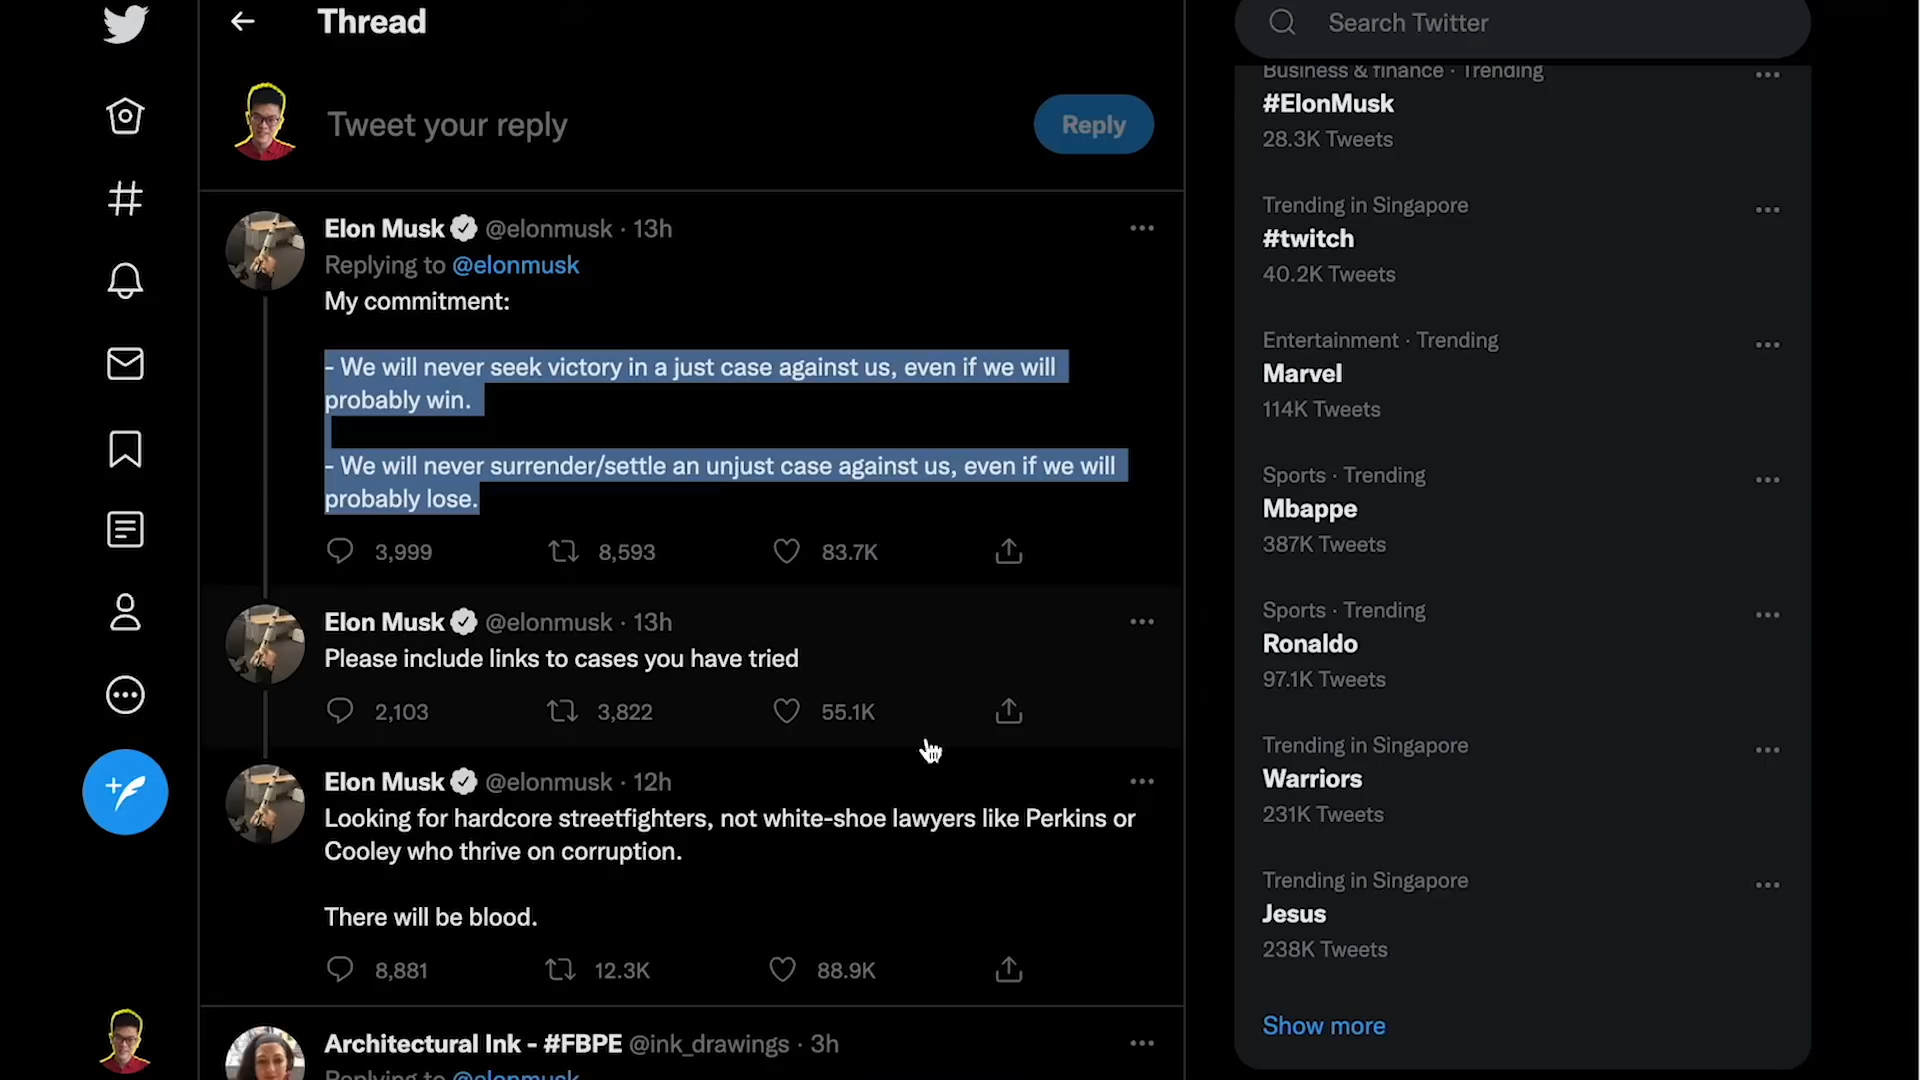 Thread
Search Twitter
Tweet your reply
Reply
Elon Musk @elonmusk · 13h
Replying to @elonmusk
My commitment:
- We will never seek victory in a just case against us, even if we will
probably win.
- We will never surrender/settle an unjust case against us, even if we will
probably lose.
3,999 8,593 83.7K
Elon Musk @elonmusk · 13h
Please include links to cases you have tried
2,103 3,822 55.1K
Elon Musk @elonmusk · 12h
Looking for hardcore streetfighters, not white-shoe lawyers like Perkins or
Cooley who thrive on corruption.
There will be blood.
8,881 12.3K 88.9K
Architectural Ink - #FBPE @ink_drawings · 3h
Replying to @elonmusk
Business & finance · Trending
#ElonMusk
28.3K Tweets
Trending in Singapore
#twitch
40.2K Tweets
Entertainment · Trending
Marvel
114K Tweets
Sports · Trending
Mbappe
387K Tweets
Sports · Trending
Ronaldo
97.1K Tweets
Trending in Singapore
Warriors
231K Tweets
Trending in Singapore
Jesus
238K Tweets
Show more